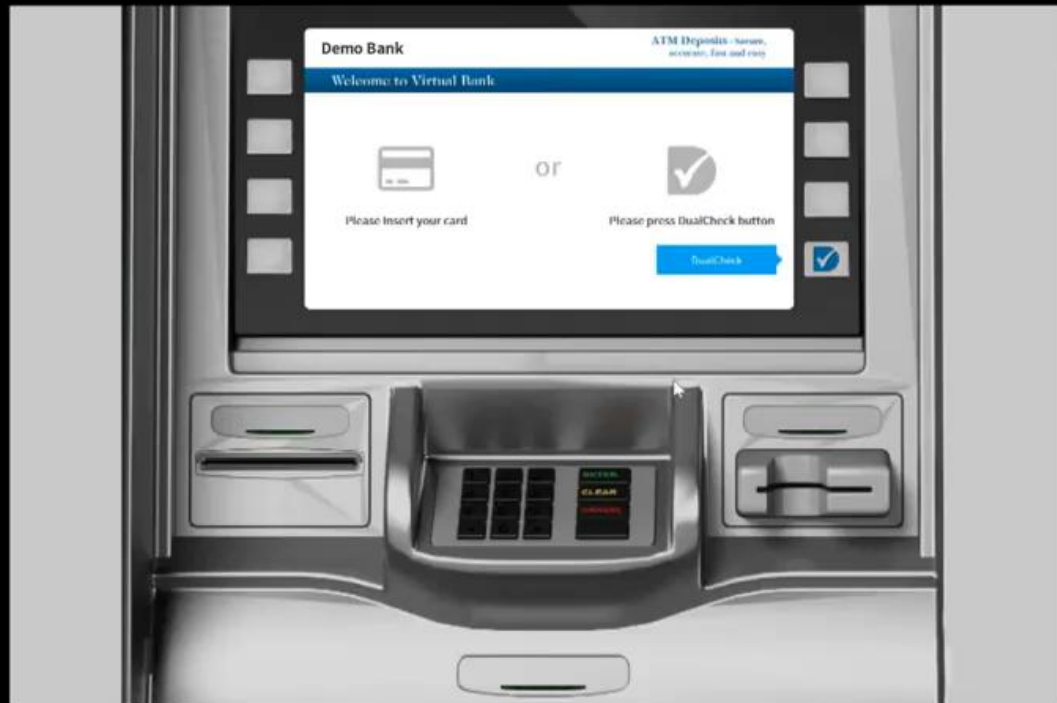 Demo Bank
ATM Deposits - Secure,
accurate, fast and easy
Welcome to Virtual Bank
or
Please insert your card
Please press DualCheck button
DualCheck
ENTER
CLEAR
CANCEL